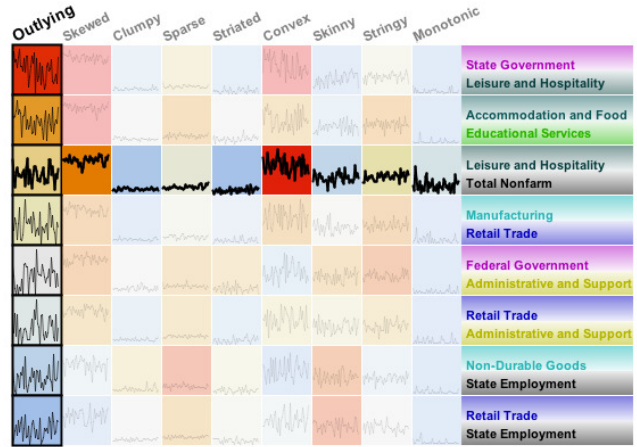 Outlying
Skewed
Clumpy
Sparse
Striated
Convex
Skinny
Stringy
Monotonic
State Government
Leisure and Hospitality
Accommodation and Food
Educational Services
Leisure and Hospitality
Total Nonfarm
Manufacturing
Retail Trade
Federal Government
Administrative and Support
Retail Trade
Administrative and Support
Non-Durable Goods
State Employment
Retail Trade
State Employment